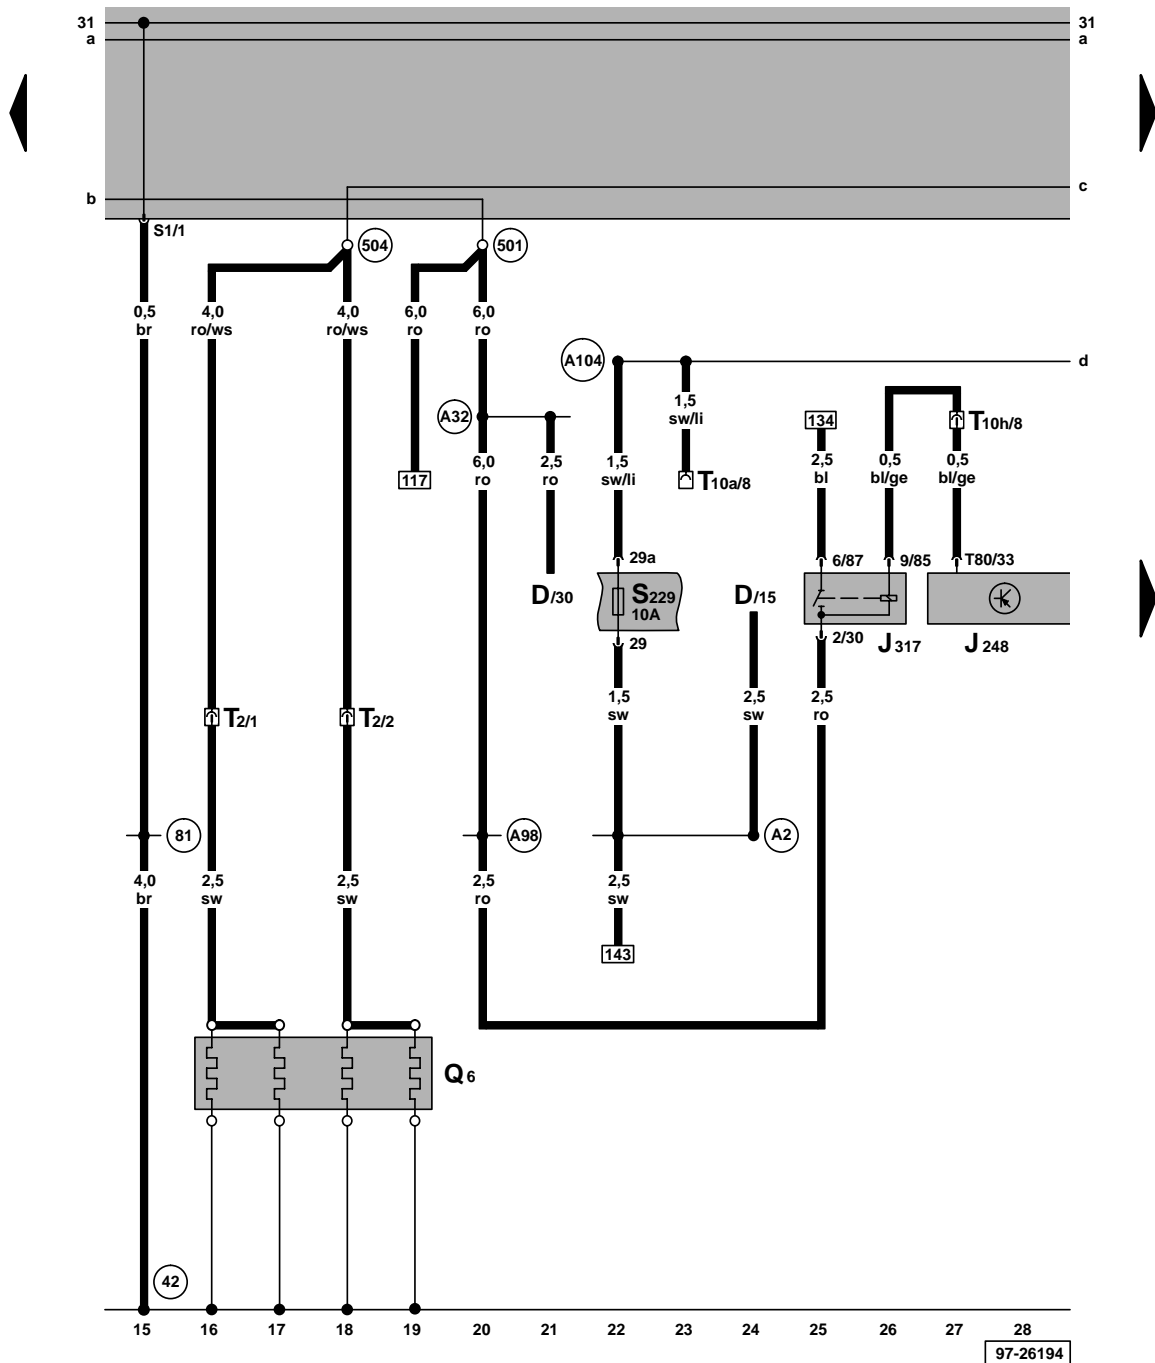 31 31
a a
b c
S1/1
504 501
0,5 4,0 4,0 6,0 6,0
br ro/ws ro/ws ro ro
A104 d
1,5
sw/li
A32 134 T10h/8
6,0 2,5 1,5 2,5 0,5 0,5
ro ro sw/li bl bl/ge bl/ge
117 T10a/8
29a 6/87 9/85 T80/33
D/30 S229 D/15
10A
29 2/30 J317 J248
1,5 2,5 2,5
sw sw ro
T2/1 T2/2
81 A98 A2
4,0 2,5 2,5 2,5 2,5
br sw sw ro sw
143
Q6
42
15 16 17 18 19 20 21 22 23 24 25 26 27 28
97-26194